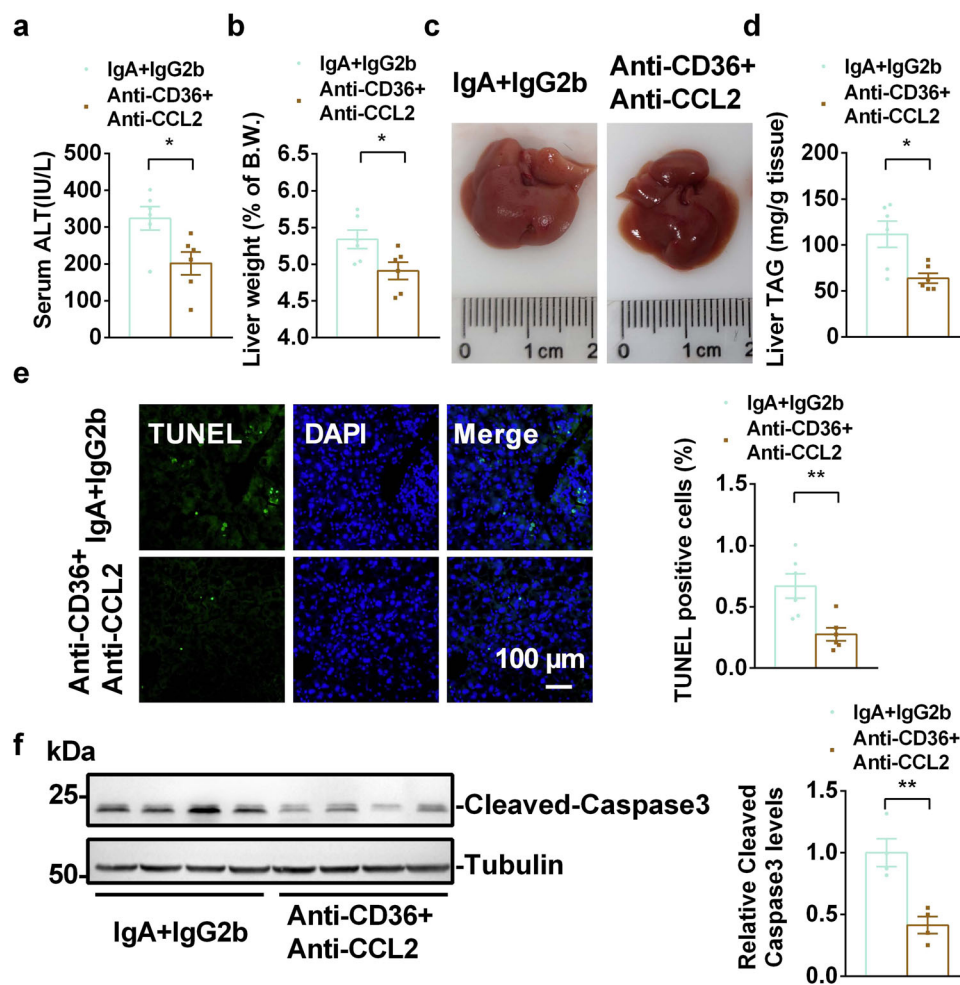 a
IgA+IgG2b
Anti-CD36+
Anti-CCL2
*
Serum ALT(IU/L)
500
400
300
200
100
0
b
IgA+IgG2b
Anti-CD36+
Anti-CCL2
*
Liver weight (% of B.W.)
6.5
6.0
5.5
5.0
4.5
4.0
c
IgA+IgG2b
Anti-CD36+
Anti-CCL2
0 1 cm 2
0 1 cm 2
d
IgA+IgG2b
Anti-CD36+
Anti-CCL2
*
Liver TAG (mg/g tissue)
200
150
100
50
0
e
IgA+IgG2b
TUNEL
DAPI
Merge
Anti-CD36+
Anti-CCL2
100 μm
IgA+IgG2b
Anti-CD36+
Anti-CCL2
**
TUNEL positive cells (%)
1.5
1.0
0.5
0.0
f
kDa
25
-Cleaved-Caspase3
50
-Tubulin
IgA+IgG2b
Anti-CD36+
Anti-CCL2
IgA+IgG2b
Anti-CD36+
Anti-CCL2
**
Relative Cleaved
Caspase3 levels
1.5
1.0
0.5
0.0